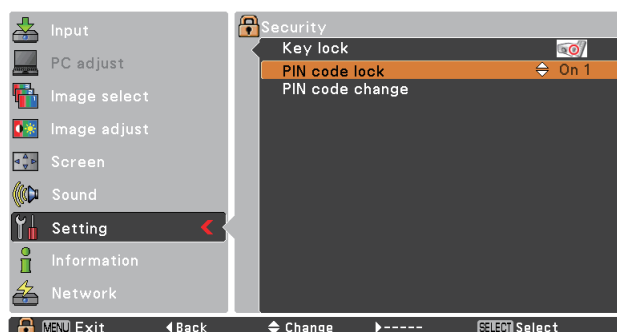 Input
PC adjust
Image select
Image adjust
Screen
Sound
Setting
Information
Network
Security
Key lock
PIN code lock On 1
PIN code change
MENU Exit Back Change ----- SELECT Select